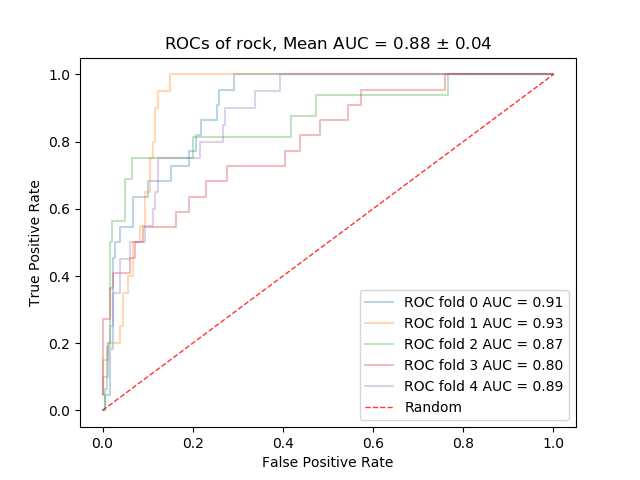 ROCs of rock, Mean AUC = 0.88 ± 0.04
True Positive Rate
1.0
0.8
0.6
0.4
0.2
0.0
ROC fold 0 AUC = 0.91
ROC fold 1 AUC = 0.93
ROC fold 2 AUC = 0.87
ROC fold 3 AUC = 0.80
ROC fold 4 AUC = 0.89
Random
0.0 0.2 0.4 0.6 0.8 1.0
False Positive Rate